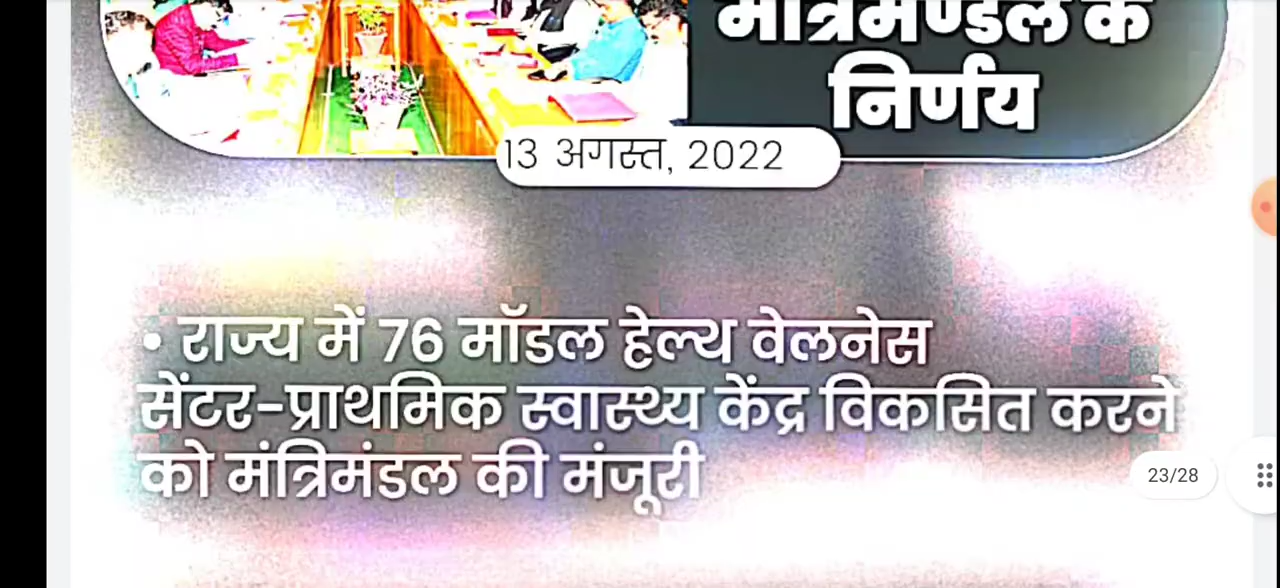 मंत्रिमण्डल के
निर्णय
13 अगस्त, 2022
• राज्य में 76 मॉडल हेल्थ वेलनेस
सेंटर-प्राथमिक स्वास्थ्य केंद्र विकसित करने
को मंत्रिमंडल की मंजूरी
23/28